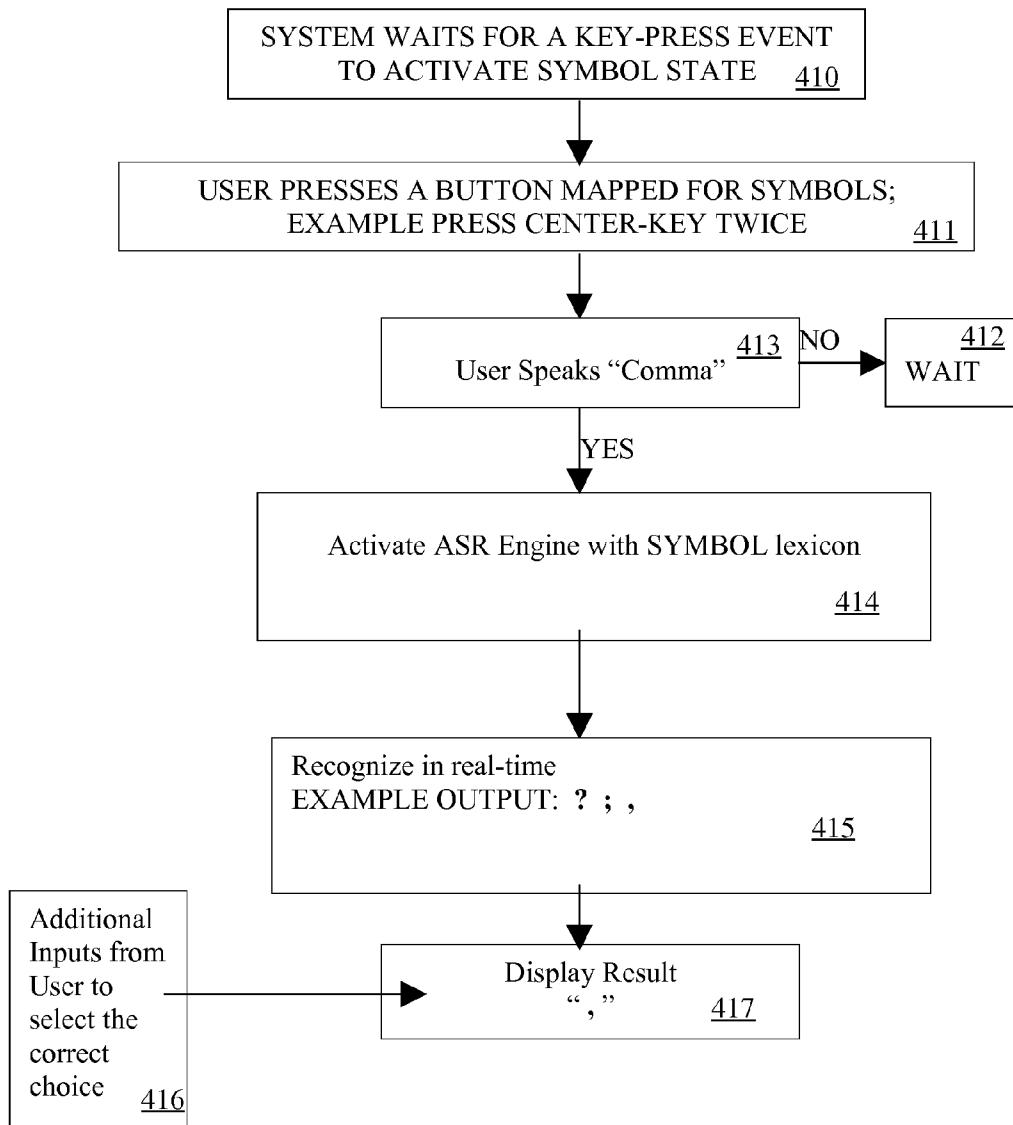 SYSTEM WAITS FOR A KEY-PRESS EVENT
TO ACTIVATE SYMBOL STATE
410
USER PRESSES A BUTTON MAPPED FOR SYMBOLS;
EXAMPLE PRESS CENTER-KEY TWICE
411
User Speaks “Comma”
413
NO
412
WAIT
YES
Activate ASR Engine with SYMBOL lexicon
414
Recognize in real-time
EXAMPLE OUTPUT: ? ; ,
415
Additional
Inputs from
User to
select the
correct
choice
416
Display Result
“ , ”
417